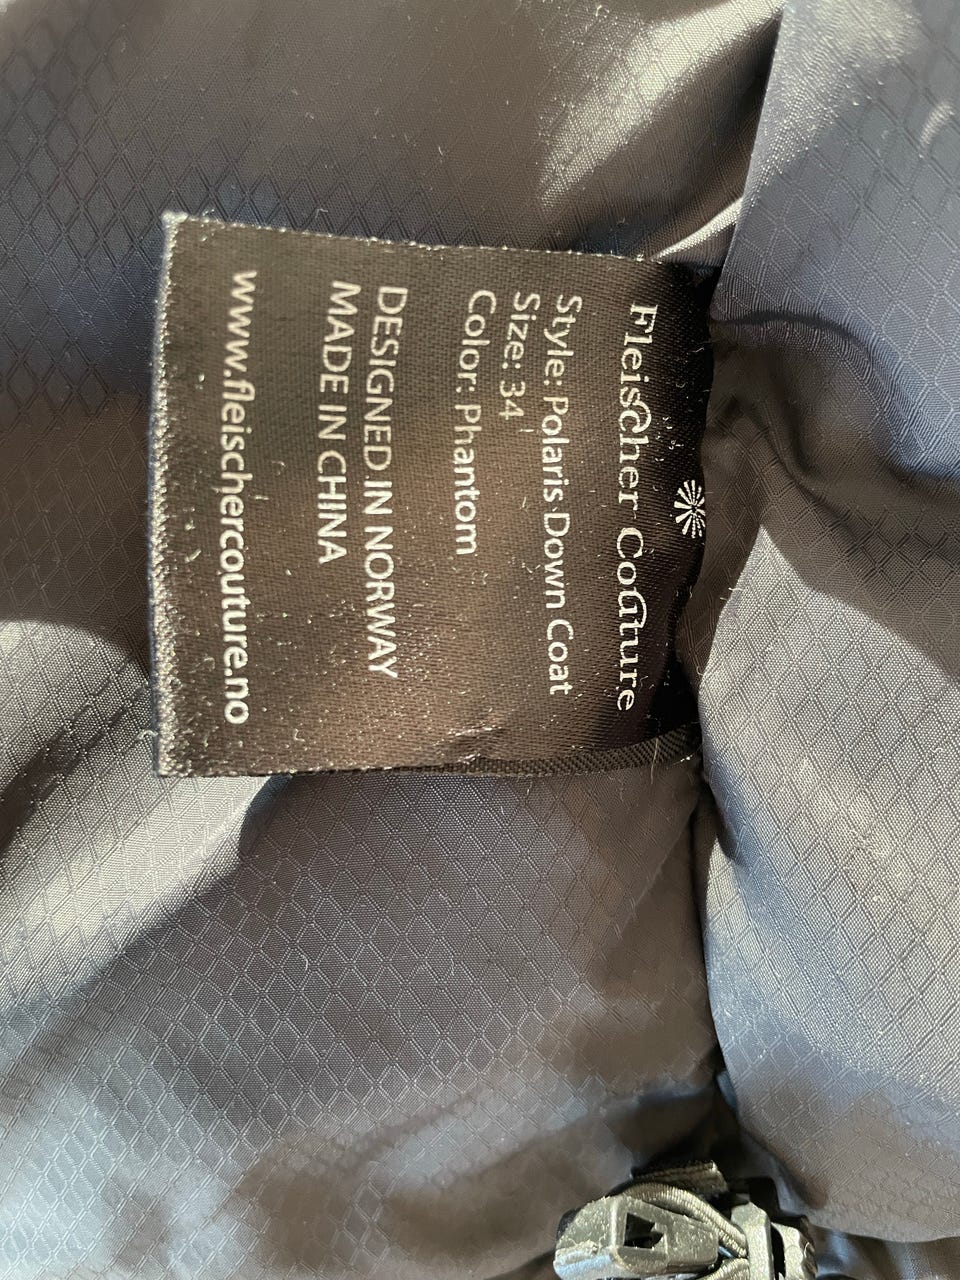 Fleischer Couture
Style: Polaris Down Coat
Size: 34
Color: Phantom
DESIGNED IN NORWAY
MADE IN CHINA
www.fleischercouture.no